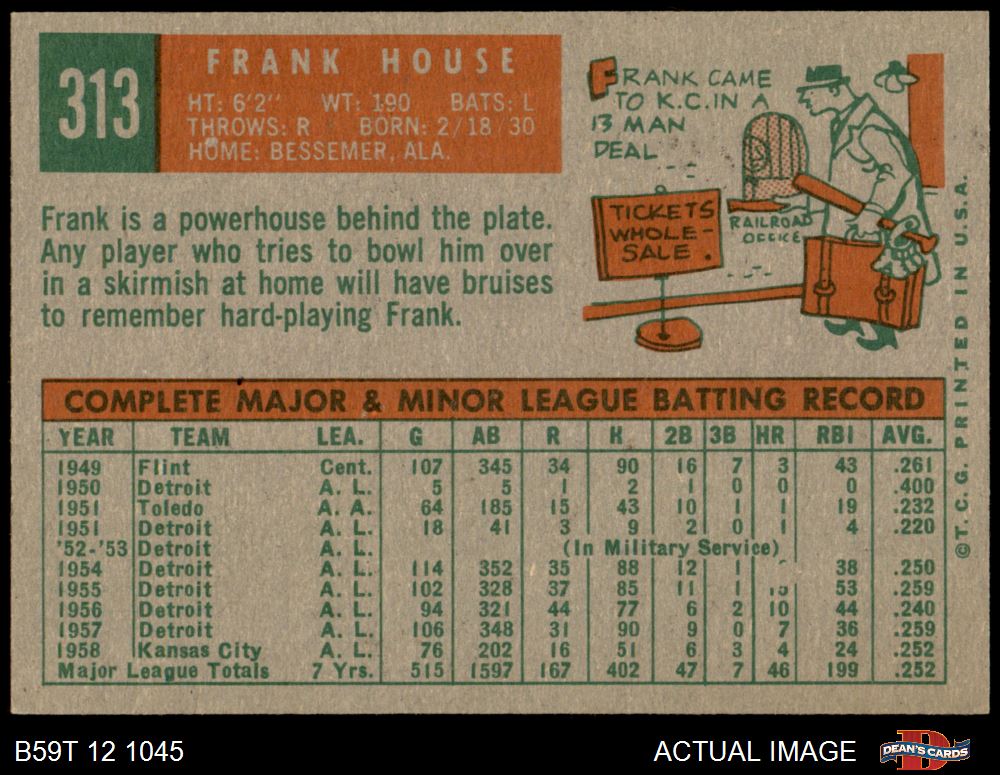 313
FRANK HOUSE
HT: 6'2" WT: 190 BATS: L
THROWS: R BORN: 2/18/30
HOME: BESSEMER, ALA.
FRANK CAME
TO K.C. IN A
13 MAN
DEAL
TICKETS
WHOLE-
SALE.
RAILROAD
OFFICE
Frank is a powerhouse behind the plate.
Any player who tries to bowl him over
in a skirmish at home will have bruises
to remember hard-playing Frank.
COMPLETE MAJOR & MINOR LEAGUE BATTING RECORD
YEAR TEAM LEA. G AB R H 2B 3B HR RBI AVG.
1949 Flint Cent. 107 345 34 90 16 7 3 43 .261
1950 Detroit A. L. 5 5 1 2 1 0 0 0 .400
1951 Toledo A. A. 64 185 15 43 10 1 1 19 .232
1951 Detroit A. L. 18 41 3 9 2 0 1 4 .220
'52-'53 Detroit A. L. (In Military Service)
1954 Detroit A. L. 114 352 35 88 12 1 38 .250
1955 Detroit A. L. 102 328 37 85 11 1 53 .259
1956 Detroit A. L. 94 321 44 77 6 2 10 44 .240
1957 Detroit A. L. 106 348 31 90 9 0 7 36 .259
1958 Kansas City A. L. 76 202 16 51 6 3 4 24 .252
Major League Totals 7 Yrs. 515 1597 167 402 47 7 46 199 .252
©T. C. G. PRINTED IN U.S.A.
B59T 12 1045
ACTUAL IMAGE
DEAN'S CARDS